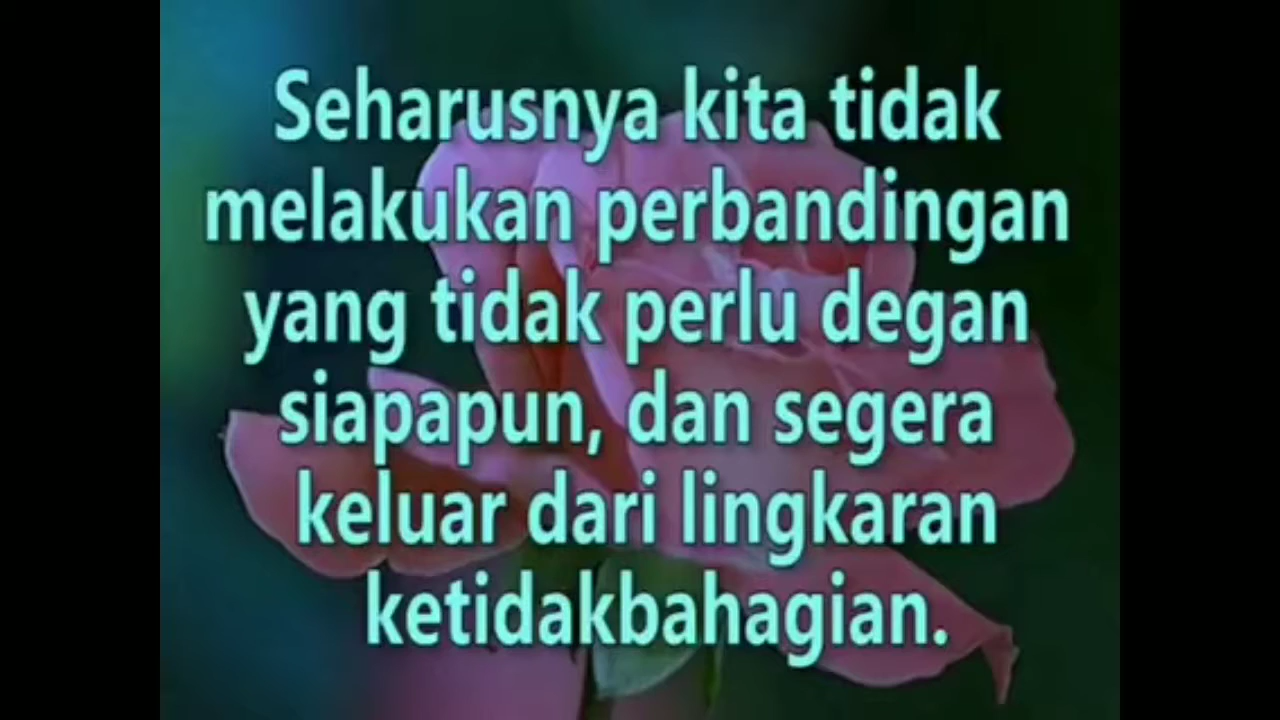 Seharusnya kita tidak
melakukan perbandingan
yang tidak perlu degan
siapapun, dan segera
keluar dari lingkaran
ketidakbahagian.